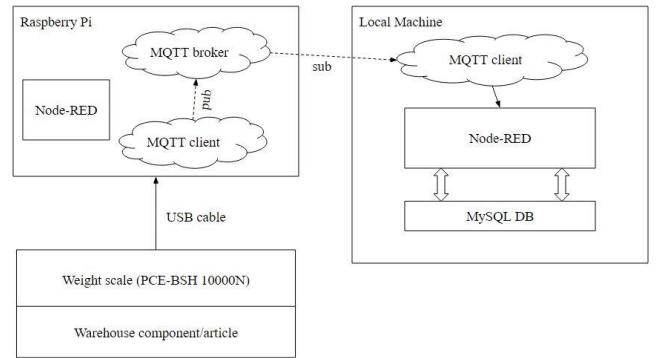 Raspberry Pi
MQTT broker
Node-RED
pub
MQTT client
USB cable
Weight scale (PCE-BSH 10000N)
Warehouse component/article
sub
Local Machine
MQTT client
Node-RED
MySQL DB